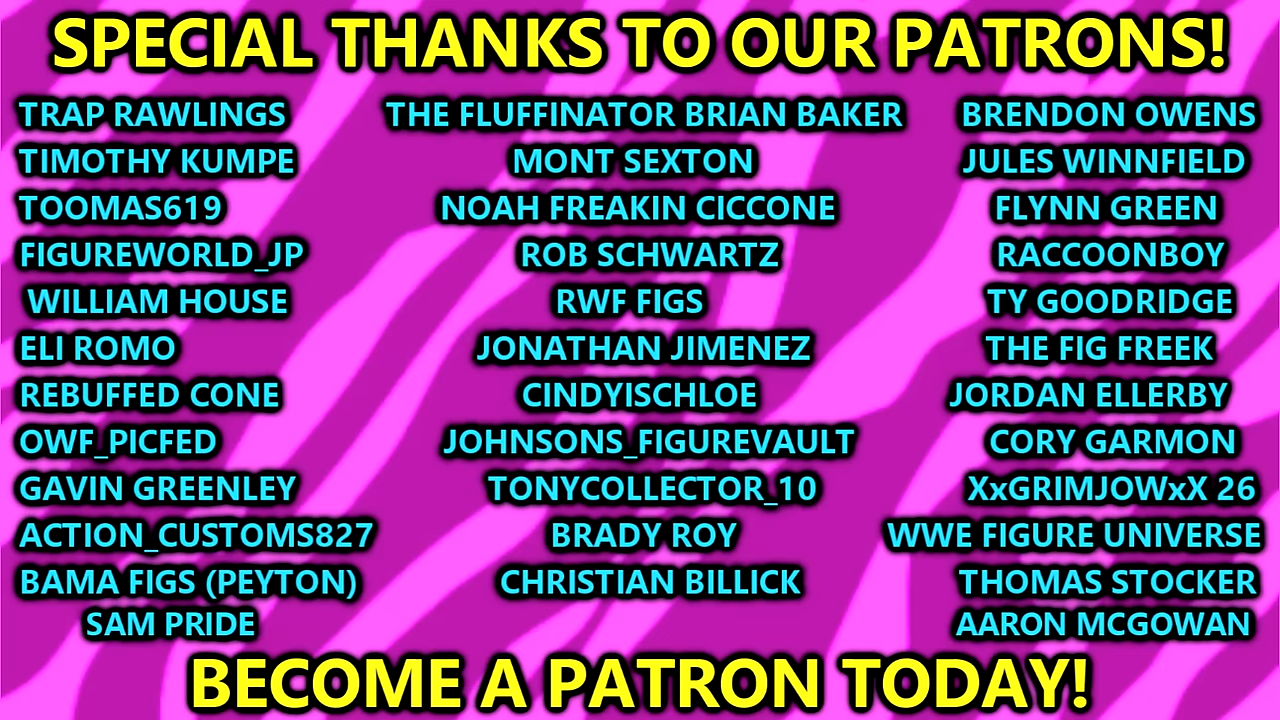 SPECIAL THANKS TO OUR PATRONS!
TRAP RAWLINGS
TIMOTHY KUMPE
TOOMAS619
FIGUREWORLD_JP
WILLIAM HOUSE
ELI ROMO
REBUFFED CONE
OWF_PICFED
GAVIN GREENLEY
ACTION_CUSTOMS827
BAMA FIGS (PEYTON)
SAM PRIDE
THE FLUFFINATOR BRIAN BAKER
MONT SEXTON
NOAH FREAKIN CICCONE
ROB SCHWARTZ
RWF FIGS
JONATHAN JIMENEZ
CINDYISCHLOE
JOHNSONS_FIGUREVAULT
TONYCOLLECTOR_10
BRADY ROY
CHRISTIAN BILLICK
BRENDON OWENS
JULES WINNFIELD
FLYNN GREEN
RACCOONBOY
TY GOODRIDGE
THE FIG FREEK
JORDAN ELLERBY
CORY GARMON
XxGRIMJOWxX 26
WWE FIGURE UNIVERSE
THOMAS STOCKER
AARON MCGOWAN
BECOME A PATRON TODAY!